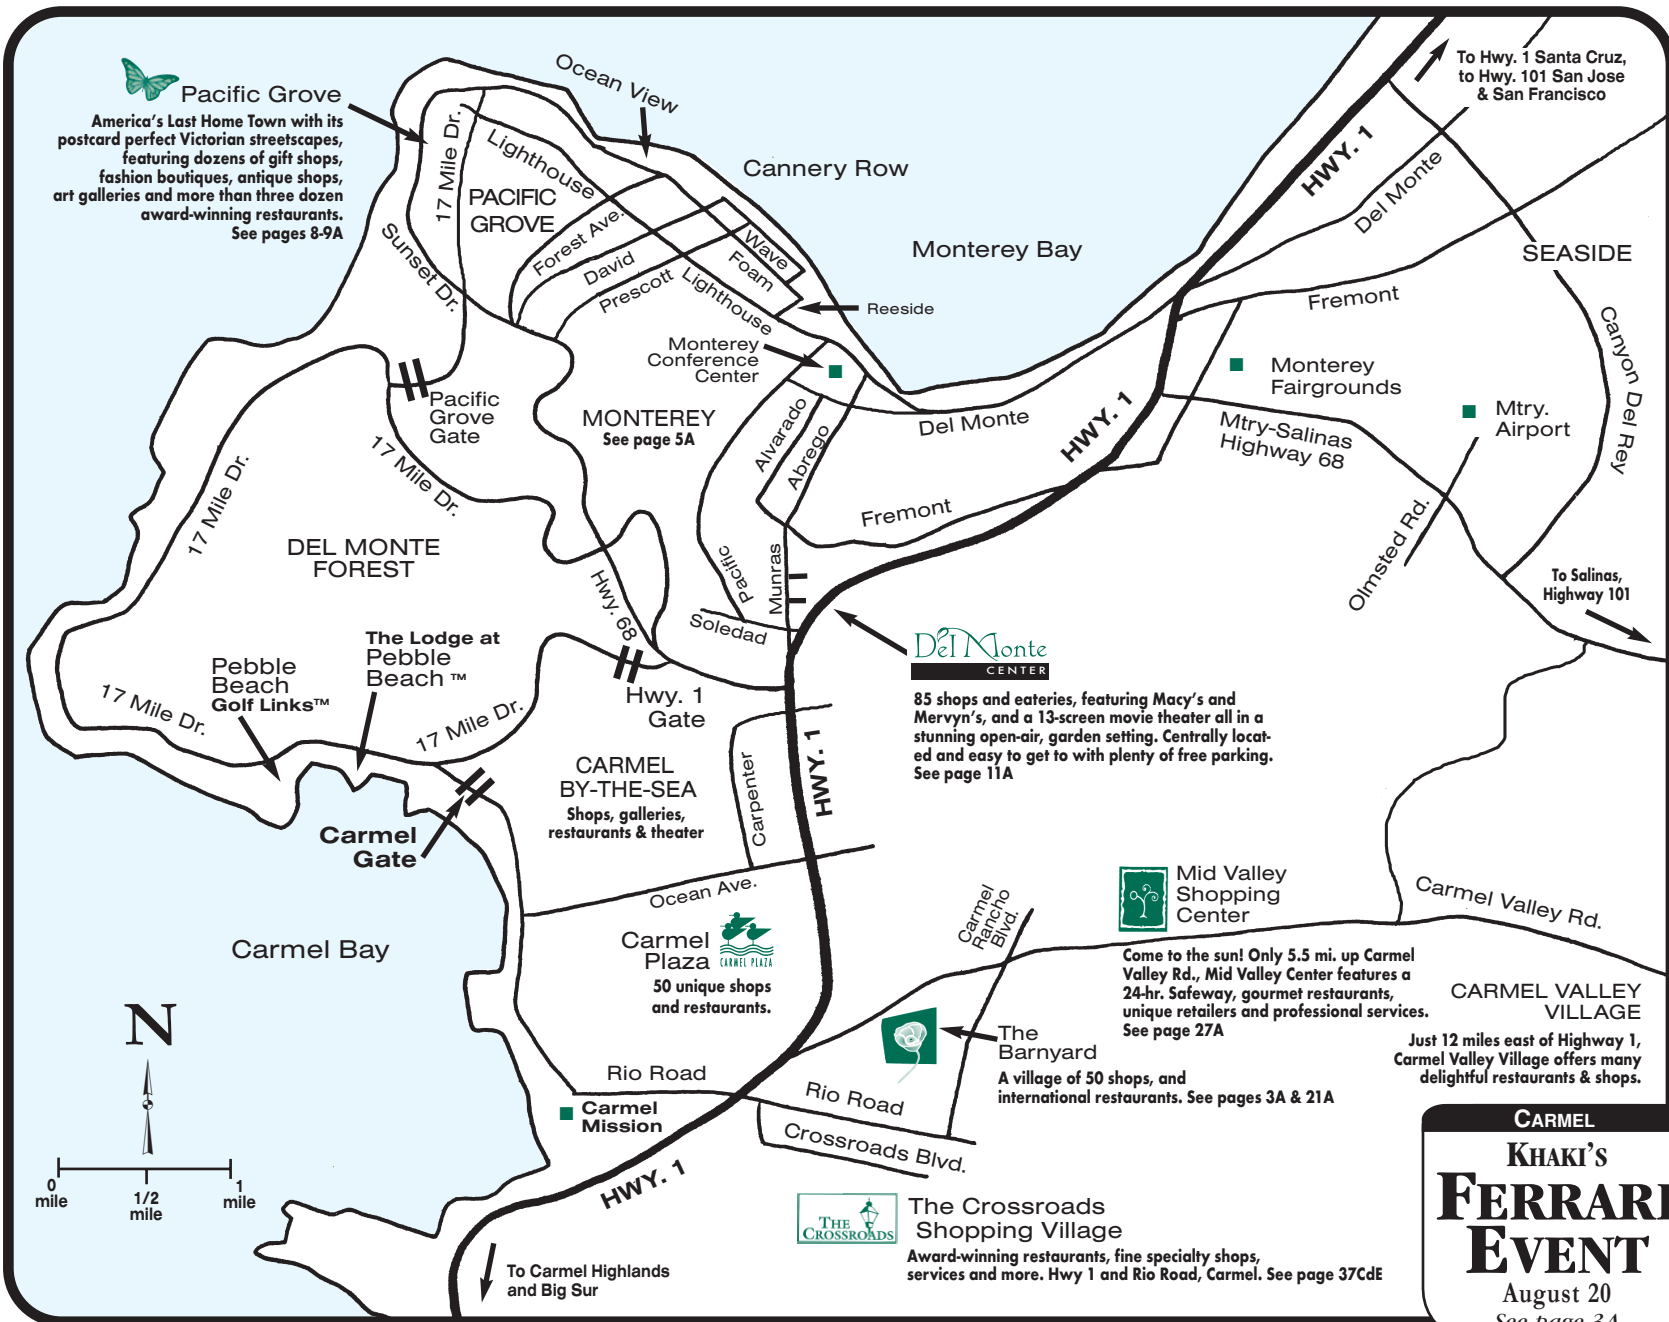 Pacific Grove
America's Last Home Town with its
postcard perfect Victorian streetscapes,
featuring dozens of gift shops,
fashion boutiques, antique shops,
art galleries and more than three dozen
award-winning restaurants.
See pages 8-9A
Ocean View
Cannery Row
Monterey Bay
To Hwy. 1 Santa Cruz,
to Hwy. 101 San Jose
& San Francisco
HWY. 1
Del Monte
SEASIDE
17 Mile Dr.
Lighthouse
PACIFIC
GROVE
Sunset Dr.
Forest Ave.
David
Prescott
Wave
Foam
Lighthouse
Reeside
Fremont
Canyon Del Rey
Monterey
Conference
Center
Monterey
Fairgrounds
Mtry.
Airport
Pacific
Grove
Gate
MONTEREY
See page 5A
Alvarado
Abrego
Del Monte
HWY. 1
Mtry-Salinas
Highway 68
17 Mile Dr.
17 Mile Dr.
Fremont
Olmsted Rd.
DEL MONTE
FOREST
Hwy. 68
Pacific
Munras
Soledad
To Salinas,
Highway 101
Del Monte
CENTER
85 shops and eateries, featuring Macy's and
Mervyn's, and a 13-screen movie theater all in a
stunning open-air, garden setting. Centrally locat-
ed and easy to get to with plenty of free parking.
See page 11A
The Lodge at
Pebble
Beach ™
Pebble
Beach
Golf Links™
17 Mile Dr.
17 Mile Dr.
Hwy. 1
Gate
CARMEL
BY-THE-SEA
Shops, galleries,
restaurants & theater
Carpenter
HWY. 1
Carmel
Gate
Ocean Ave.
Carmel
Plaza
CARMEL PLAZA
50 unique shops
and restaurants.
Carmel Bay
Carmel
Rancho
Blvd.
Mid Valley
Shopping
Center
Carmel Valley Rd.
Come to the sun! Only 5.5 mi. up Carmel
Valley Rd., Mid Valley Center features a
24-hr. Safeway, gourmet restaurants,
unique retailers and professional services.
See page 27A
CARMEL VALLEY
VILLAGE
Just 12 miles east of Highway 1,
Carmel Valley Village offers many
delightful restaurants & shops.
The
Barnyard
A village of 50 shops, and
international restaurants. See pages 3A & 21A
N
0
mile
1/2
mile
1
mile
Rio Road
Carmel
Mission
Rio Road
Crossroads Blvd.
HWY. 1
THE
CROSSROADS
The Crossroads
Shopping Village
Award-winning restaurants, fine specialty shops,
services and more. Hwy 1 and Rio Road, Carmel. See page 37CdE
To Carmel Highlands
and Big Sur
CARMEL
KHAKI'S
FERRARI
EVENT
August 20
See page 3A